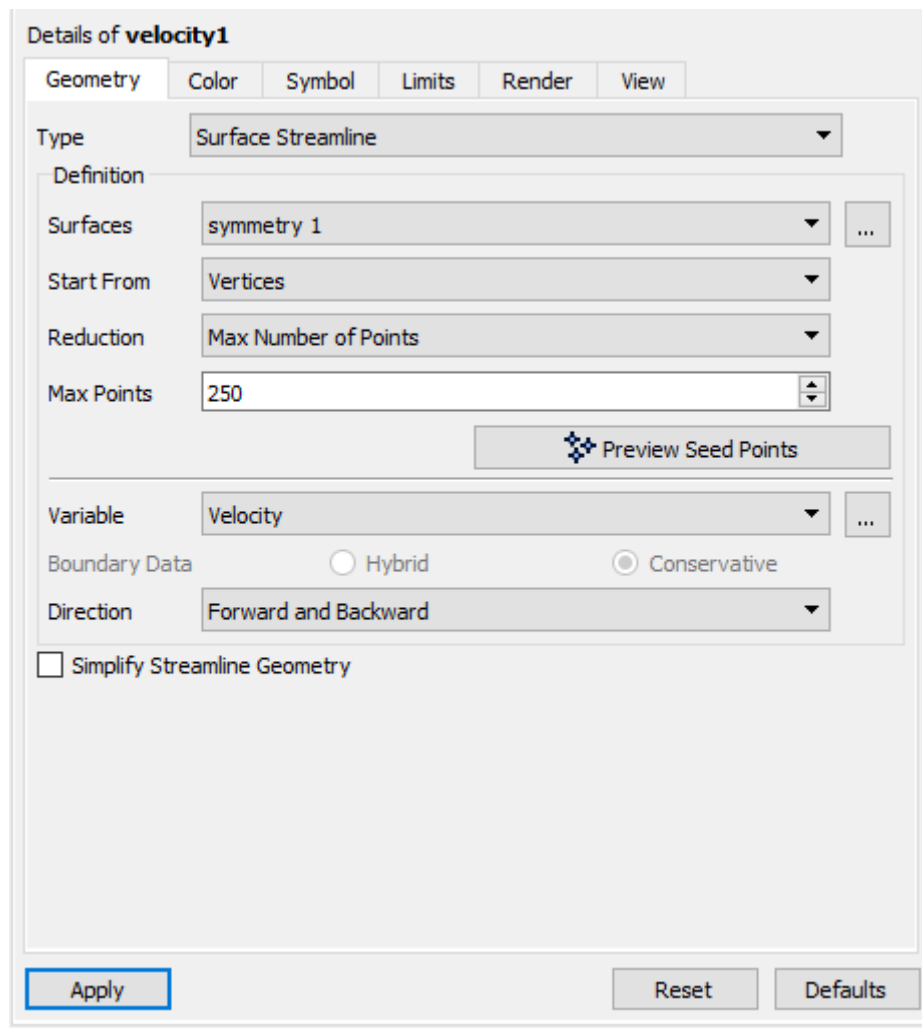 Details of velocity1
Geometry Color Symbol Limits Render View
Type Surface Streamline
Definition
Surfaces symmetry 1 ...
Start From Vertices
Reduction Max Number of Points
Max Points 250
Preview Seed Points
Variable Velocity ...
Boundary Data Hybrid Conservative
Direction Forward and Backward
Simplify Streamline Geometry
Apply Reset Defaults